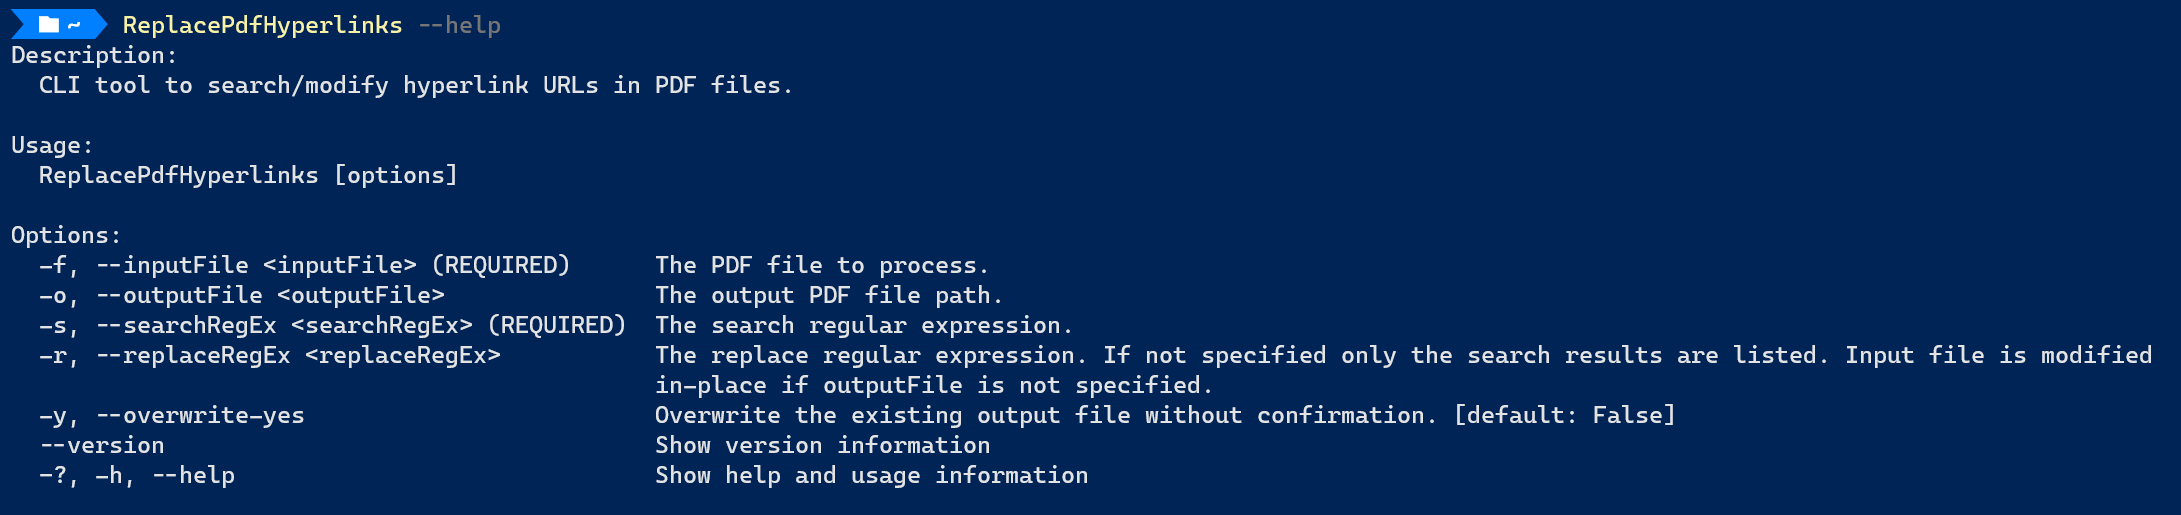 ~ ReplacePdfHyperlinks --help
Description:
  CLI tool to search/modify hyperlink URLs in PDF files.

Usage:
  ReplacePdfHyperlinks [options]

Options:
  -f, --inputFile <inputFile> (REQUIRED)      The PDF file to process.
  -o, --outputFile <outputFile>               The output PDF file path.
  -s, --searchRegEx <searchRegEx> (REQUIRED)  The search regular expression.
  -r, --replaceRegEx <replaceRegEx>           The replace regular expression. If not specified only the search results are listed. Input file is modified
                                              in-place if outputFile is not specified.
  -y, --overwrite-yes                         Overwrite the existing output file without confirmation. [default: False]
  --version                                   Show version information
  -?, -h, --help                              Show help and usage information